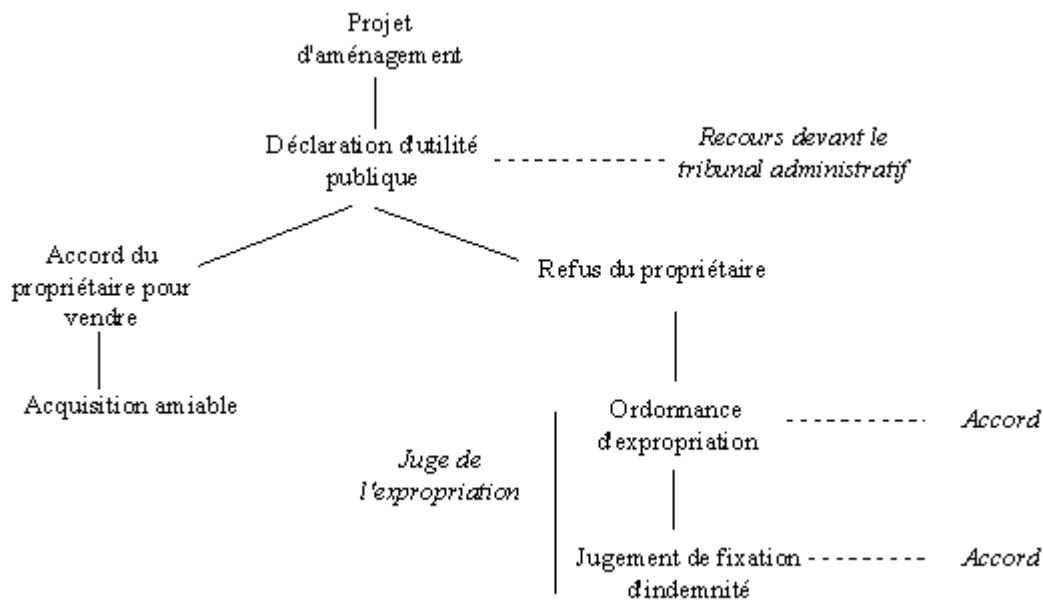 Projet
d'aménagement
Déclaration d'utilité
publique
Recours devant le
tribunal administratif
Accord du
propriétaire pour
vendre
Refus du propriétaire
Acquisition amiable
Ordonnance
d'expropriation
Accord
Juge de
l'expropriation
Jugement de fixation
d'indemnité
Accord